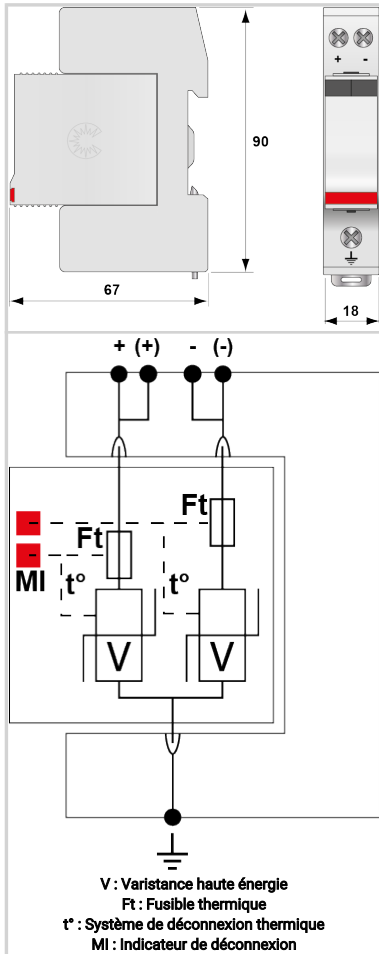 + -
90
67
18
+ (+) - (-)
Ft
Ft
MI
t°
t°
V
V
V : Varistance haute énergie
Ft : Fusible thermique
t° : Système de déconnexion thermique
MI : Indicateur de déconnexion